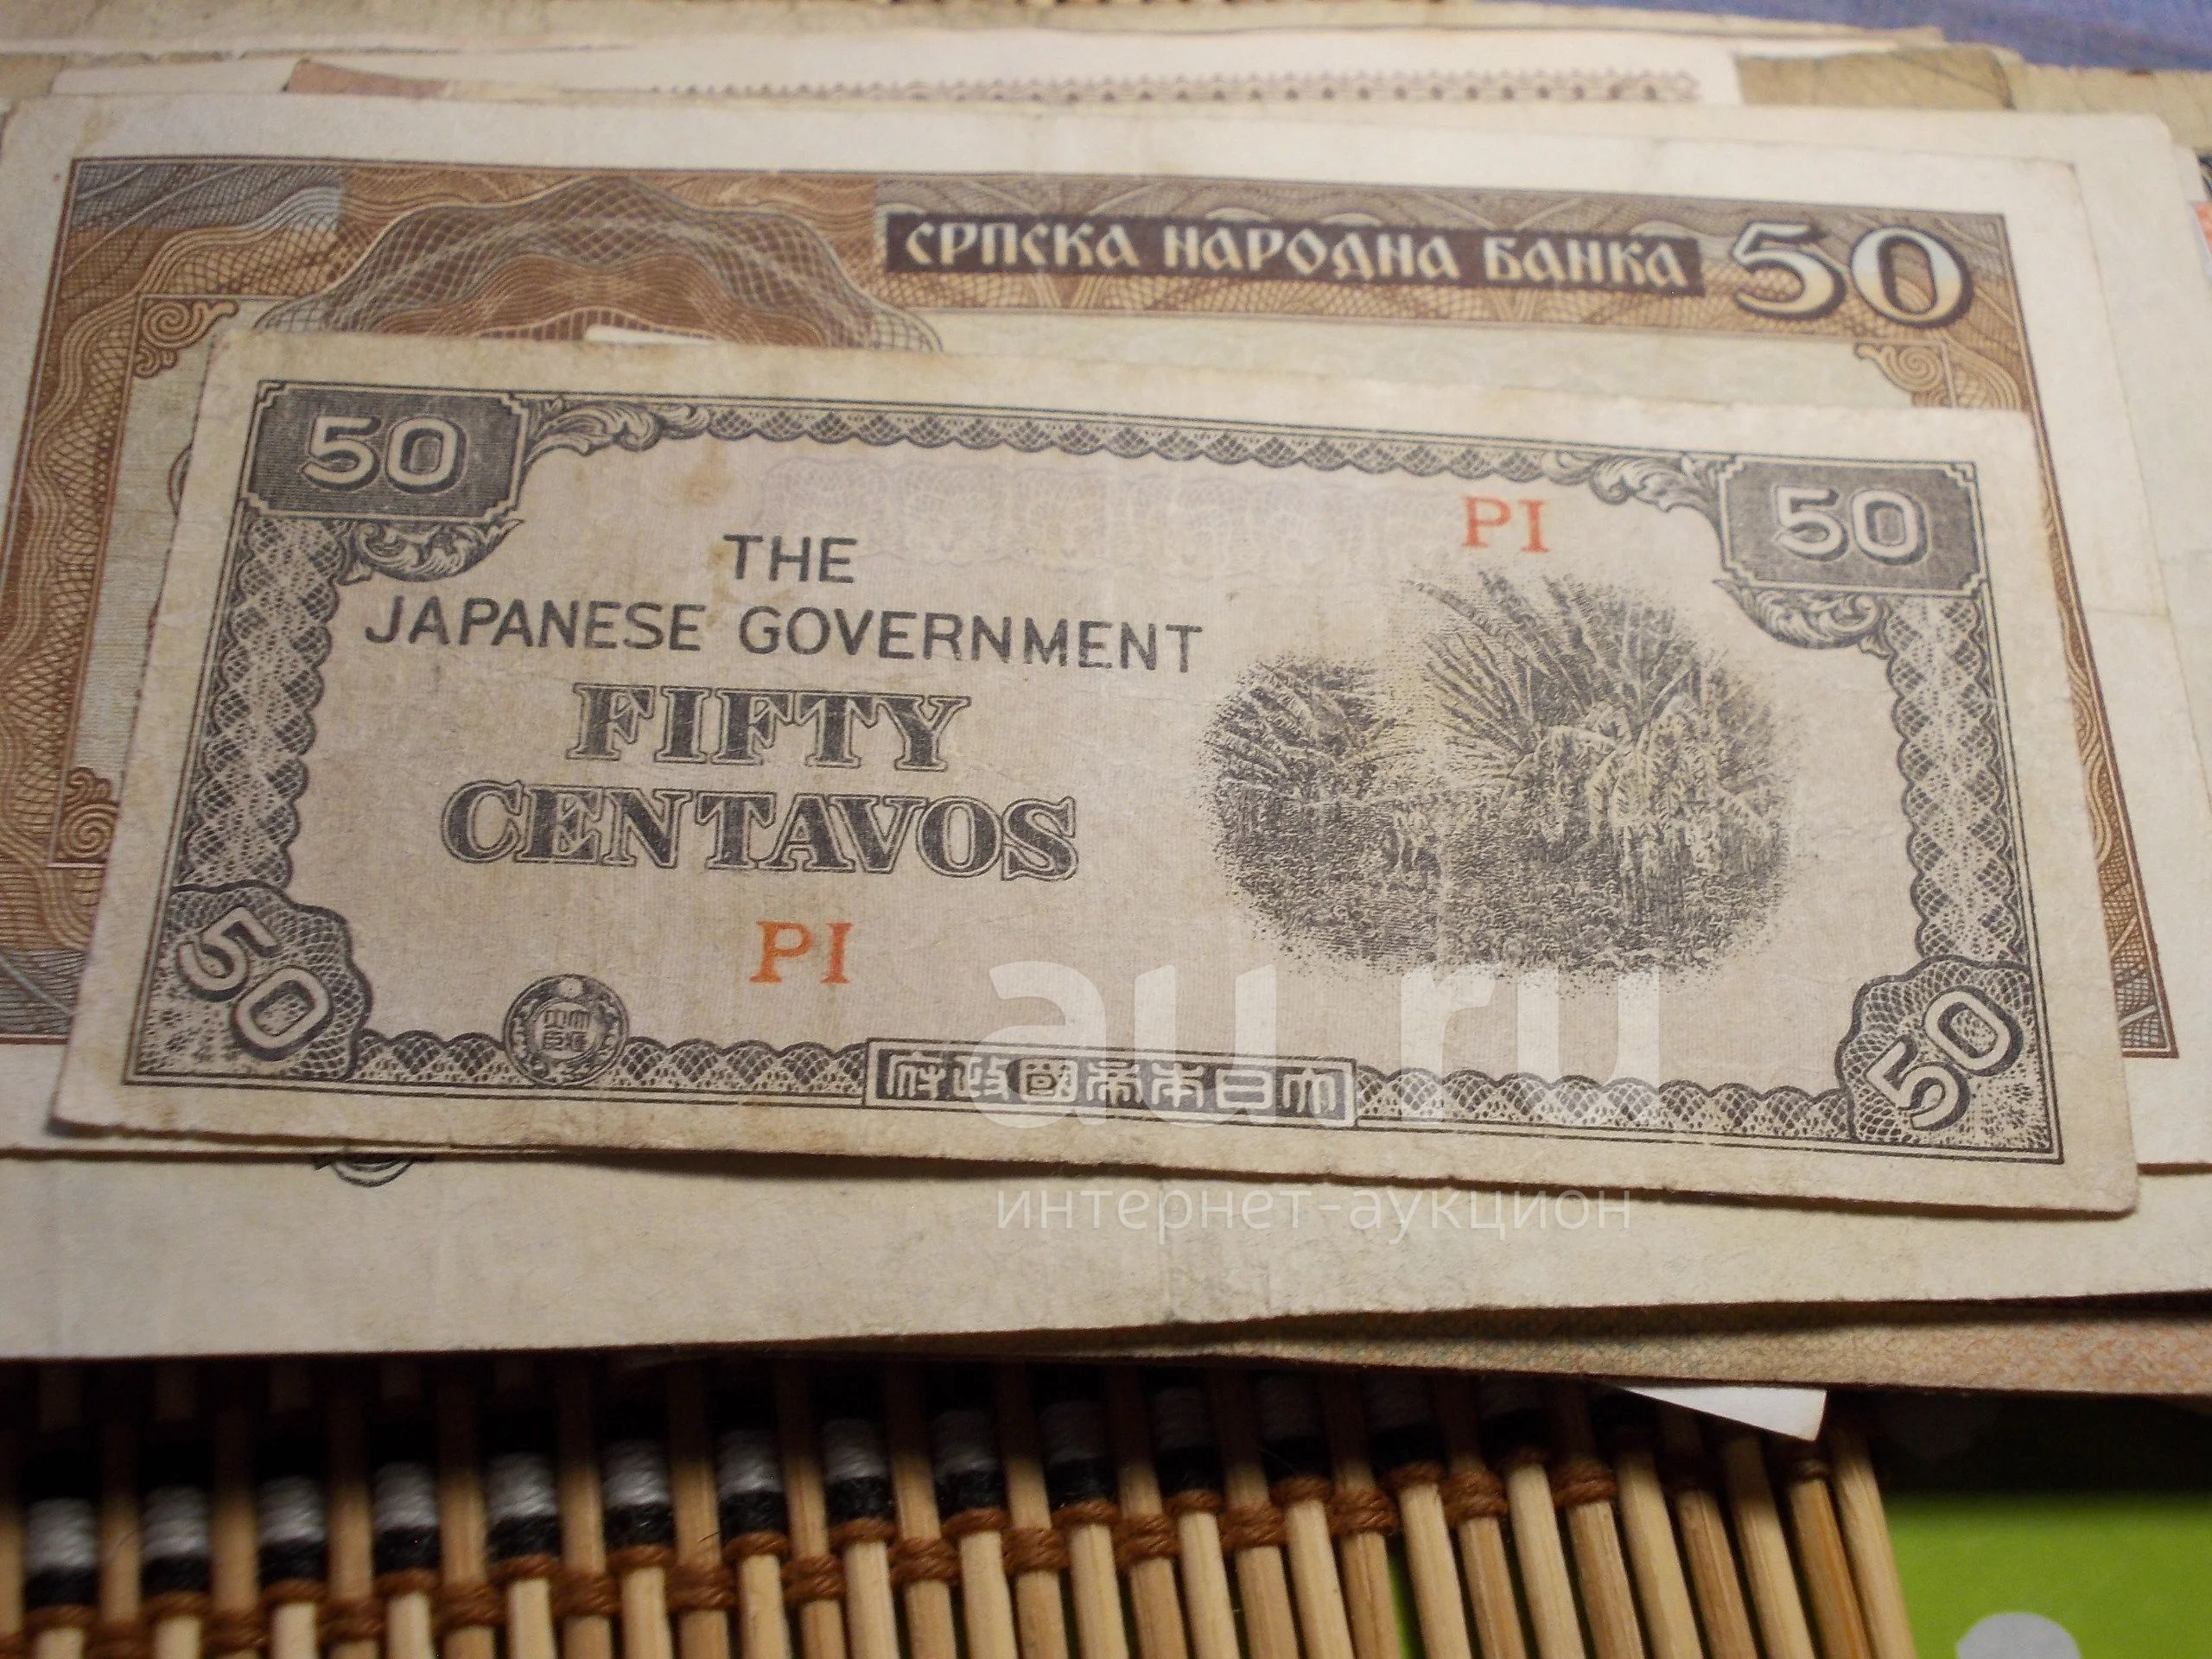 СРПСКА НАРОДНА БАНКА 50
50 50
PI
THE
JAPANESE GOVERNMENT
FIFTY
CENTAVOS
PI
50 50
府政國帝本日大
au.ru
интернет-аукцион